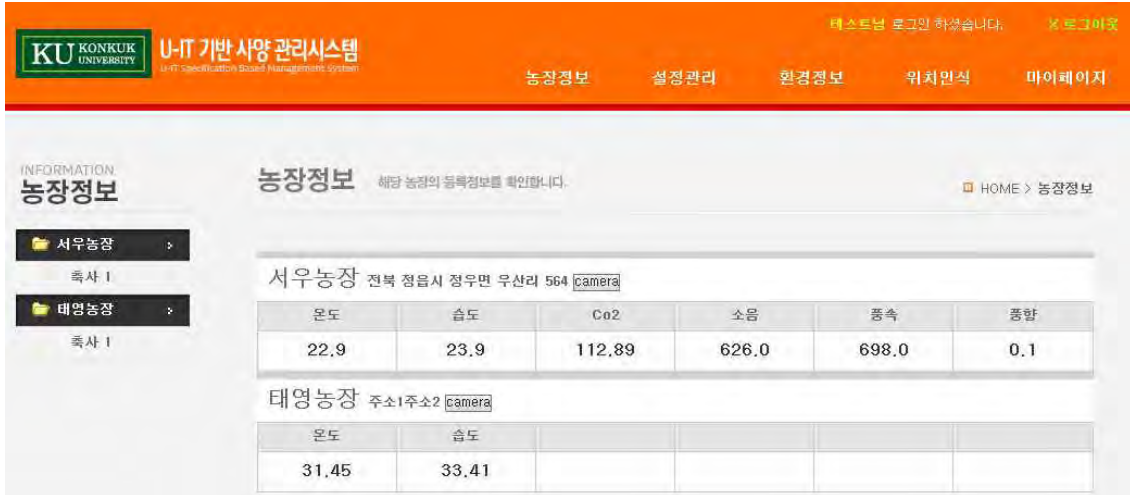 테스트님 로그인 하셨습니다. X 로그아웃
KU KONKUK UNIVERSITY
U-IT 기반 사양 관리시스템
U-IT Specification Based Management System
농장정보 설정관리 환경정보 위치인식 마이페이지
INFORMATION
농장정보
농장정보 해당 농장의 등록정보를 확인합니다.
HOME > 농장정보
서우농장
축사 1
태영농장
축사 1
서우농장 전북 정읍시 정우면 우산리 564 camera
온도 습도 Co2 소음 풍속 풍향
22.9 23.9 112.89 626.0 698.0 0.1
태영농장 주소1주소2 camera
온도 습도
31.45 33.41